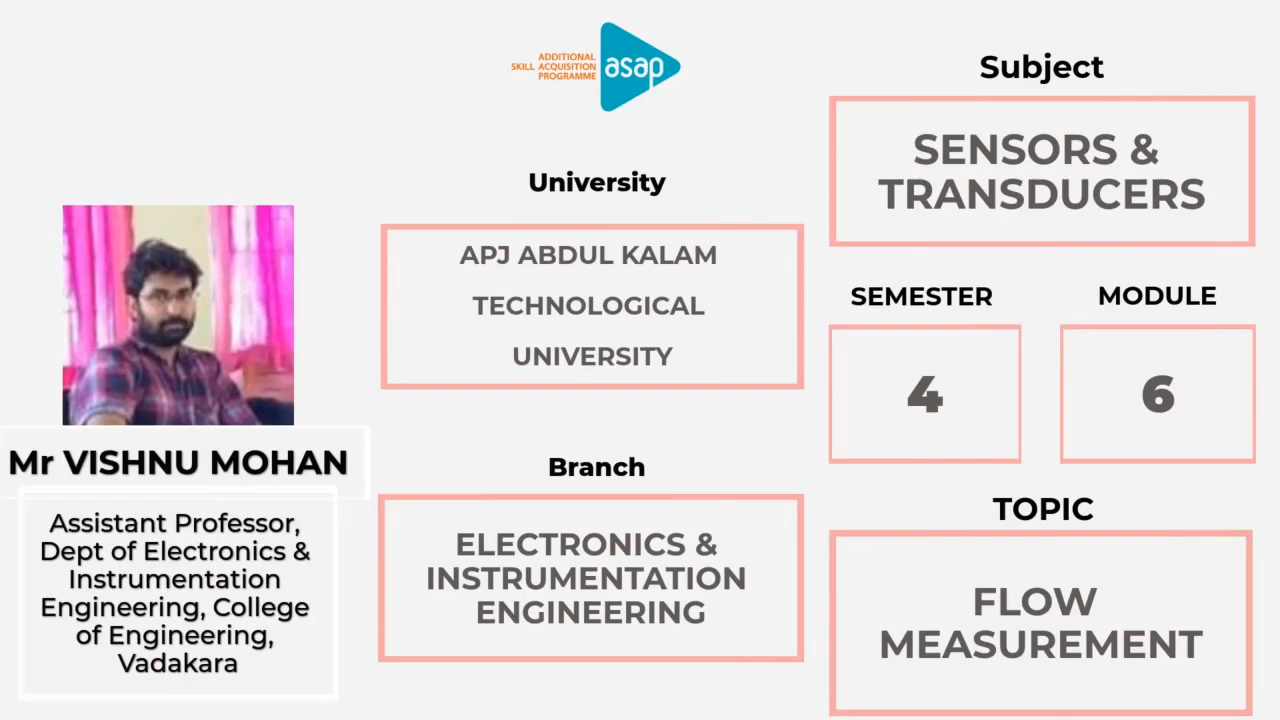 ADDITIONAL
SKILL ACQUISITION
PROGRAMME
asap
University
APJ ABDUL KALAM
TECHNOLOGICAL
UNIVERSITY
Branch
ELECTRONICS &
INSTRUMENTATION
ENGINEERING
Subject
SENSORS &
TRANSDUCERS
SEMESTER
4
MODULE
6
TOPIC
FLOW
MEASUREMENT
Mr VISHNU MOHAN
Assistant Professor,
Dept of Electronics &
Instrumentation
Engineering, College
of Engineering,
Vadakara